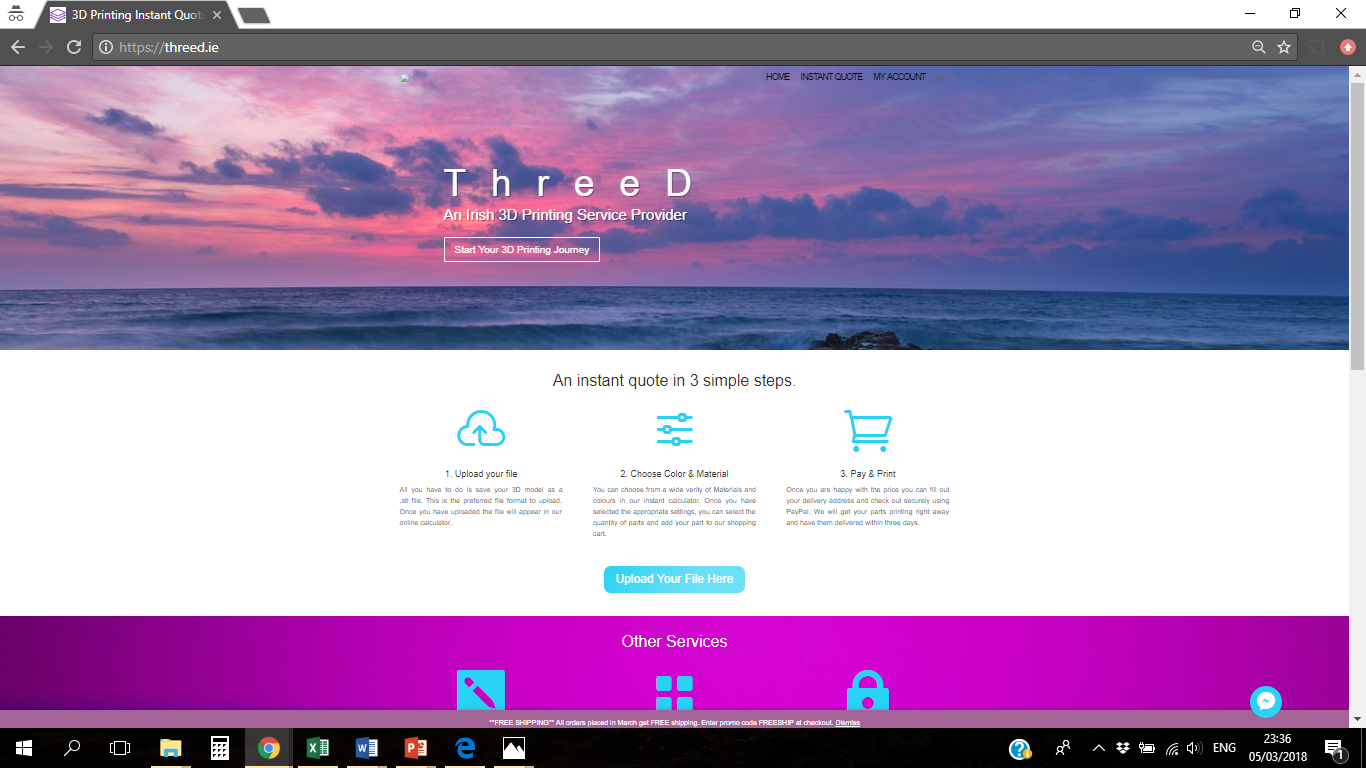 3D Printing Instant Quot
https://threed.ie
HOME INSTANT QUOTE MY ACCOUNT
ThreeD
An Irish 3D Printing Service Provider
Start Your 3D Printing Journey
An instant quote in 3 simple steps.
1. Upload your file
All you have to do is save your 3D model as a
.stl file. This is the preferred file format to upload.
Once you have uploaded the file will appear in our
online calculator.
2. Choose Color & Material
You can choose from a wide verity of Materials and
colours in our instant calculator. Once you have
selected the appropriate settings, you can select the
quantity of parts and add your part to our shopping
cart.
3. Pay & Print
Once you are happy with the price you can fill out
your delivery address and check out securely using
PayPal. We will get your parts printing right away
and have them delivered within three days.
Upload Your File Here
Other Services
**FREE SHIPPING** All orders placed in March get FREE shipping. Enter promo code FREESHIP at checkout. Dismiss
ENG
23:36
05/03/2018
1